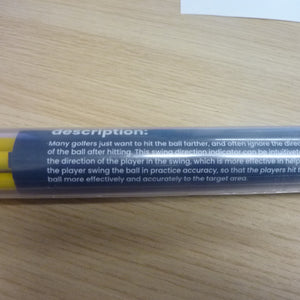 description:
Many golfers just want to hit the ball farther, and often ignore the
of the ball after hitting. This swing direction indicator can be
the direction of the player in the swing, which is more effective in
the player swing the ball in practice accuracy, so that the players hit
ball more effectively and accurately to the target area.